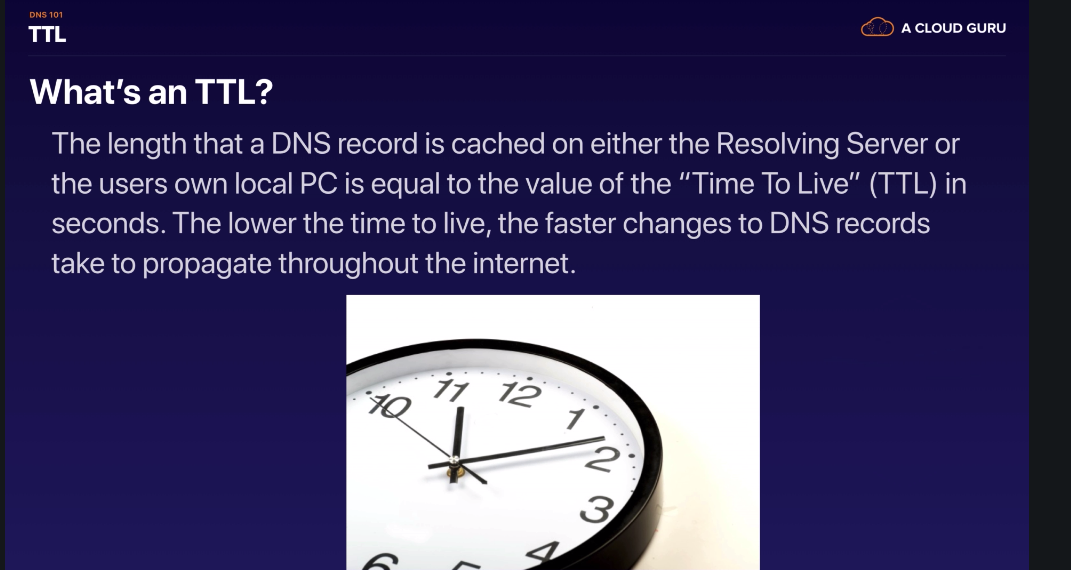 DNS 101
TTL
A CLOUD GURU
What's an TTL?
The length that a DNS record is cached on either the Resolving Server or
the users own local PC is equal to the value of the “Time To Live” (TTL) in
seconds. The lower the time to live, the faster changes to DNS records
take to propagate throughout the internet.
10 11 12 1
2
3
4
5
6